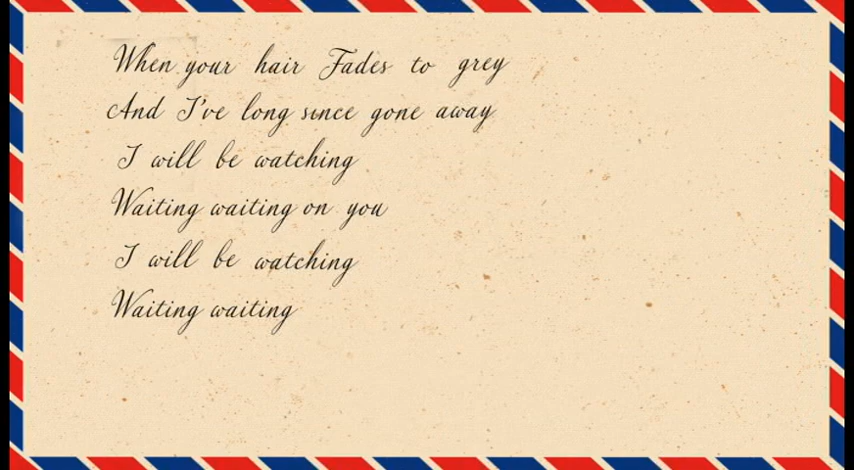 When your hair Fades to grey
And I've long since gone away
I will be watching
Waiting waiting on you
I will be watching
Waiting waiting